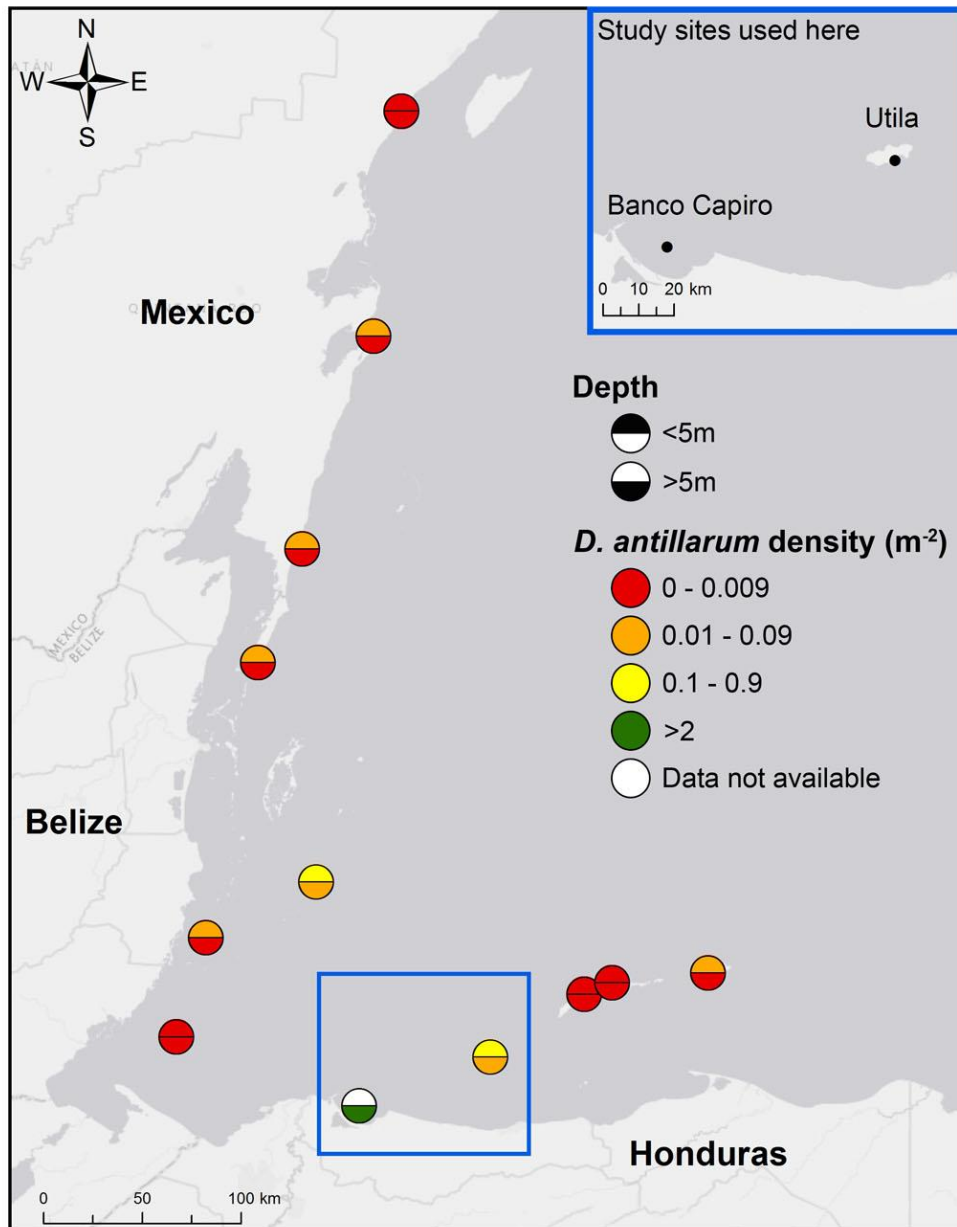 N
W E
S
Study sites used here
Utila
Banco Capiro
0 10 20 km
Mexico
Depth
<5m
>5m
D. antillarum density (m-2)
0 - 0.009
0.01 - 0.09
0.1 - 0.9
>2
Data not available
MEXICO
BELIZE
Belize
Honduras
0 50 100 km